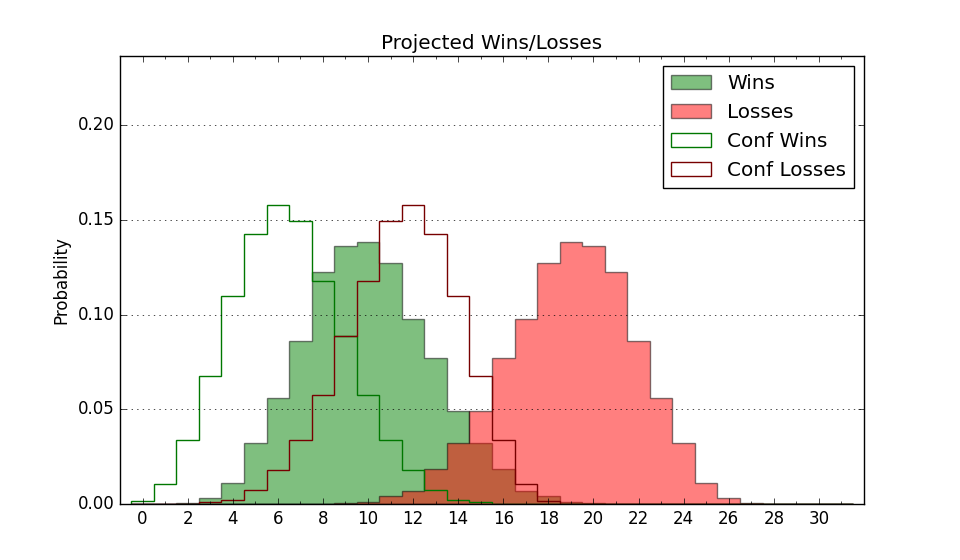 Projected Wins/Losses
Wins
Losses
Conf Wins
Conf Losses
Probability
0.20
0.15
0.10
0.05
0.00
0 2 4 6 8 10 12 14 16 18 20 22 24 26 28 30